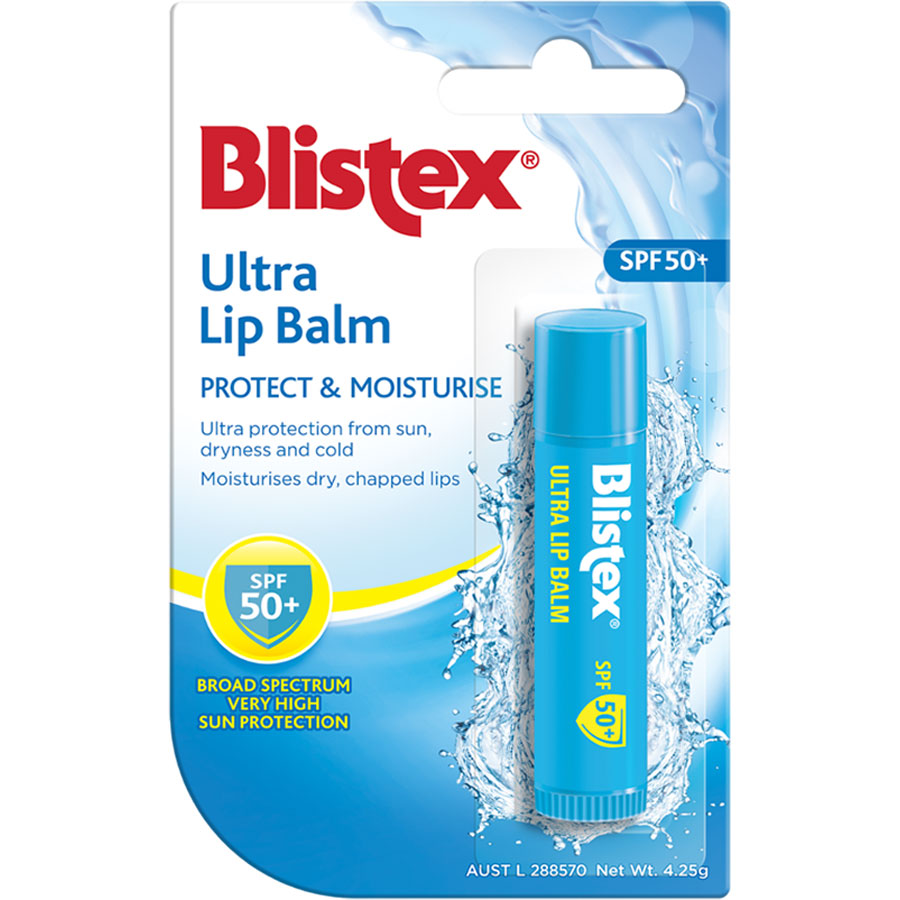 Blistex®
Ultra
Lip Balm
PROTECT & MOISTURISE
Ultra protection from sun,
dryness and cold
Moisturises dry, chapped lips
SPF 50+
SPF
50+
BROAD SPECTRUM
VERY HIGH
SUN PROTECTION
Blistex®
ULTRA LIP BALM
SPF 50+
AUST L 288570 Net Wt. 4.25g